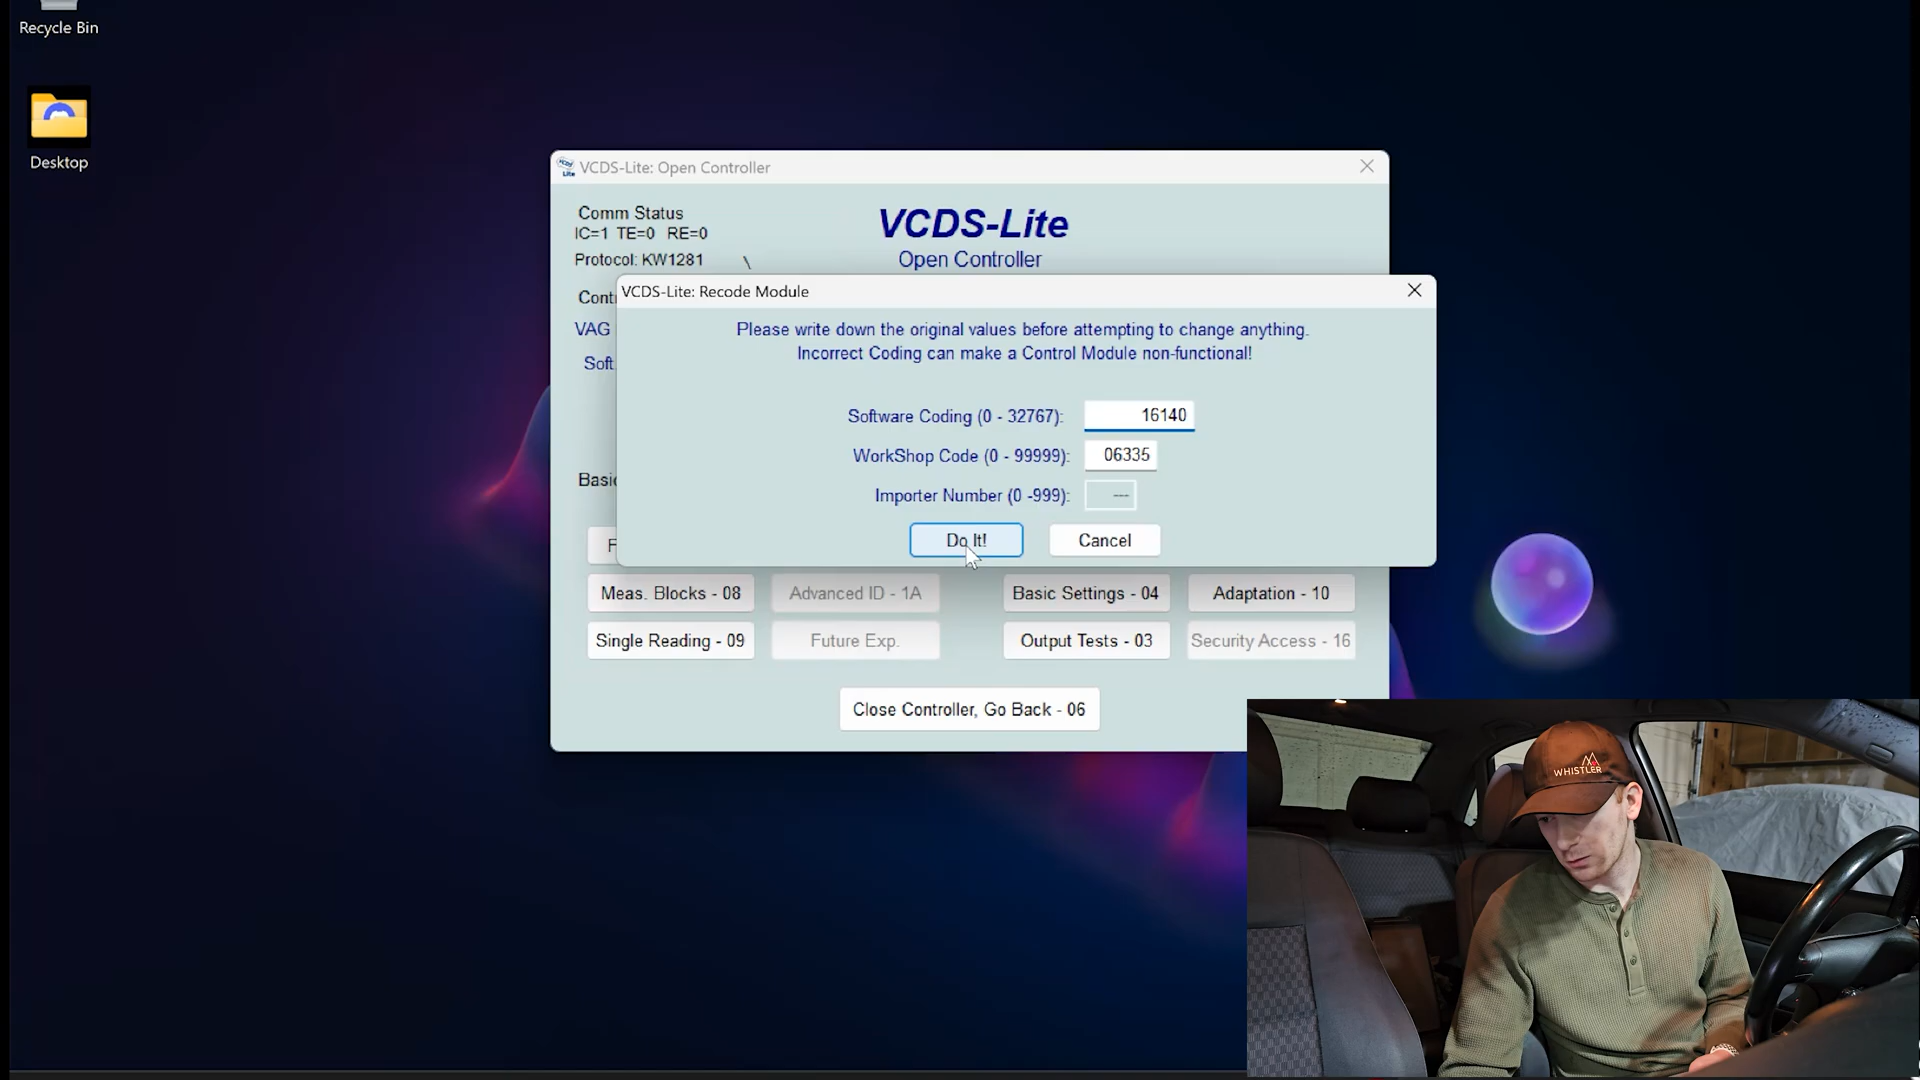 Recycle Bin
Desktop
VCDS-Lite: Open Controller
Comm Status
IC=1 TE=0 RE=0
Protocol: KW1281 \
VCDS-Lite
Open Controller
VAG
VCDS-Lite: Recode Module
Please write down the original values before attempting to change anything.
Incorrect Coding can make a Control Module non-functional!
Software Coding (0 - 32767): 16140
WorkShop Code (0 - 99999): 06335
Importer Number (0 -999): ---
Do It!
Cancel
Meas. Blocks - 08
Advanced ID - 1A
Basic Settings - 04
Adaptation - 10
Single Reading - 09
Future Exp.
Output Tests - 03
Security Access - 16
Close Controller, Go Back - 06
WHISTLER